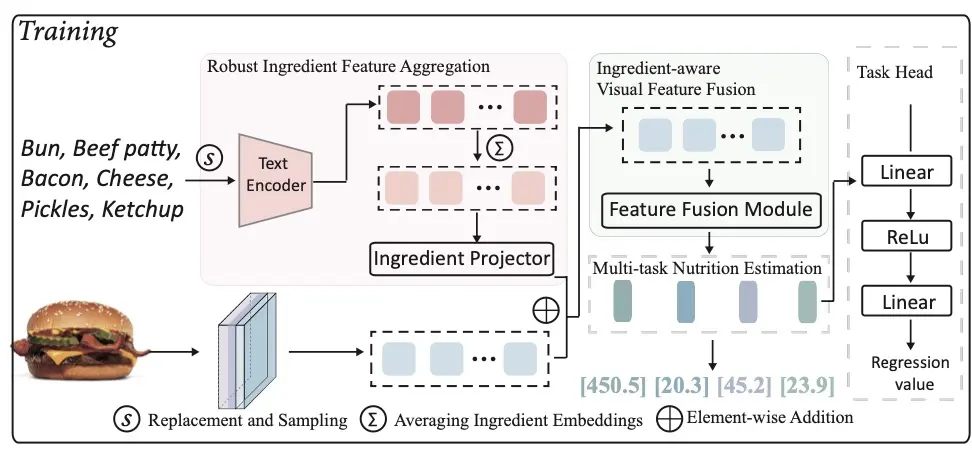 Training
Robust Ingredient Feature Aggregation
Bun, Beef patty,
Bacon, Cheese,
Pickles, Ketchup
S
Text
Encoder
...
Σ
...
Ingredient Projector
...
Ingredient-aware
Visual Feature Fusion
...
Feature Fusion Module
Multi-task Nutrition Estimation
[450.5] [20.3] [45.2] [23.9]
Task Head
Linear
ReLu
Linear
Regression
value
S Replacement and Sampling Σ Averaging Ingredient Embeddings ⊕ Element-wise Addition